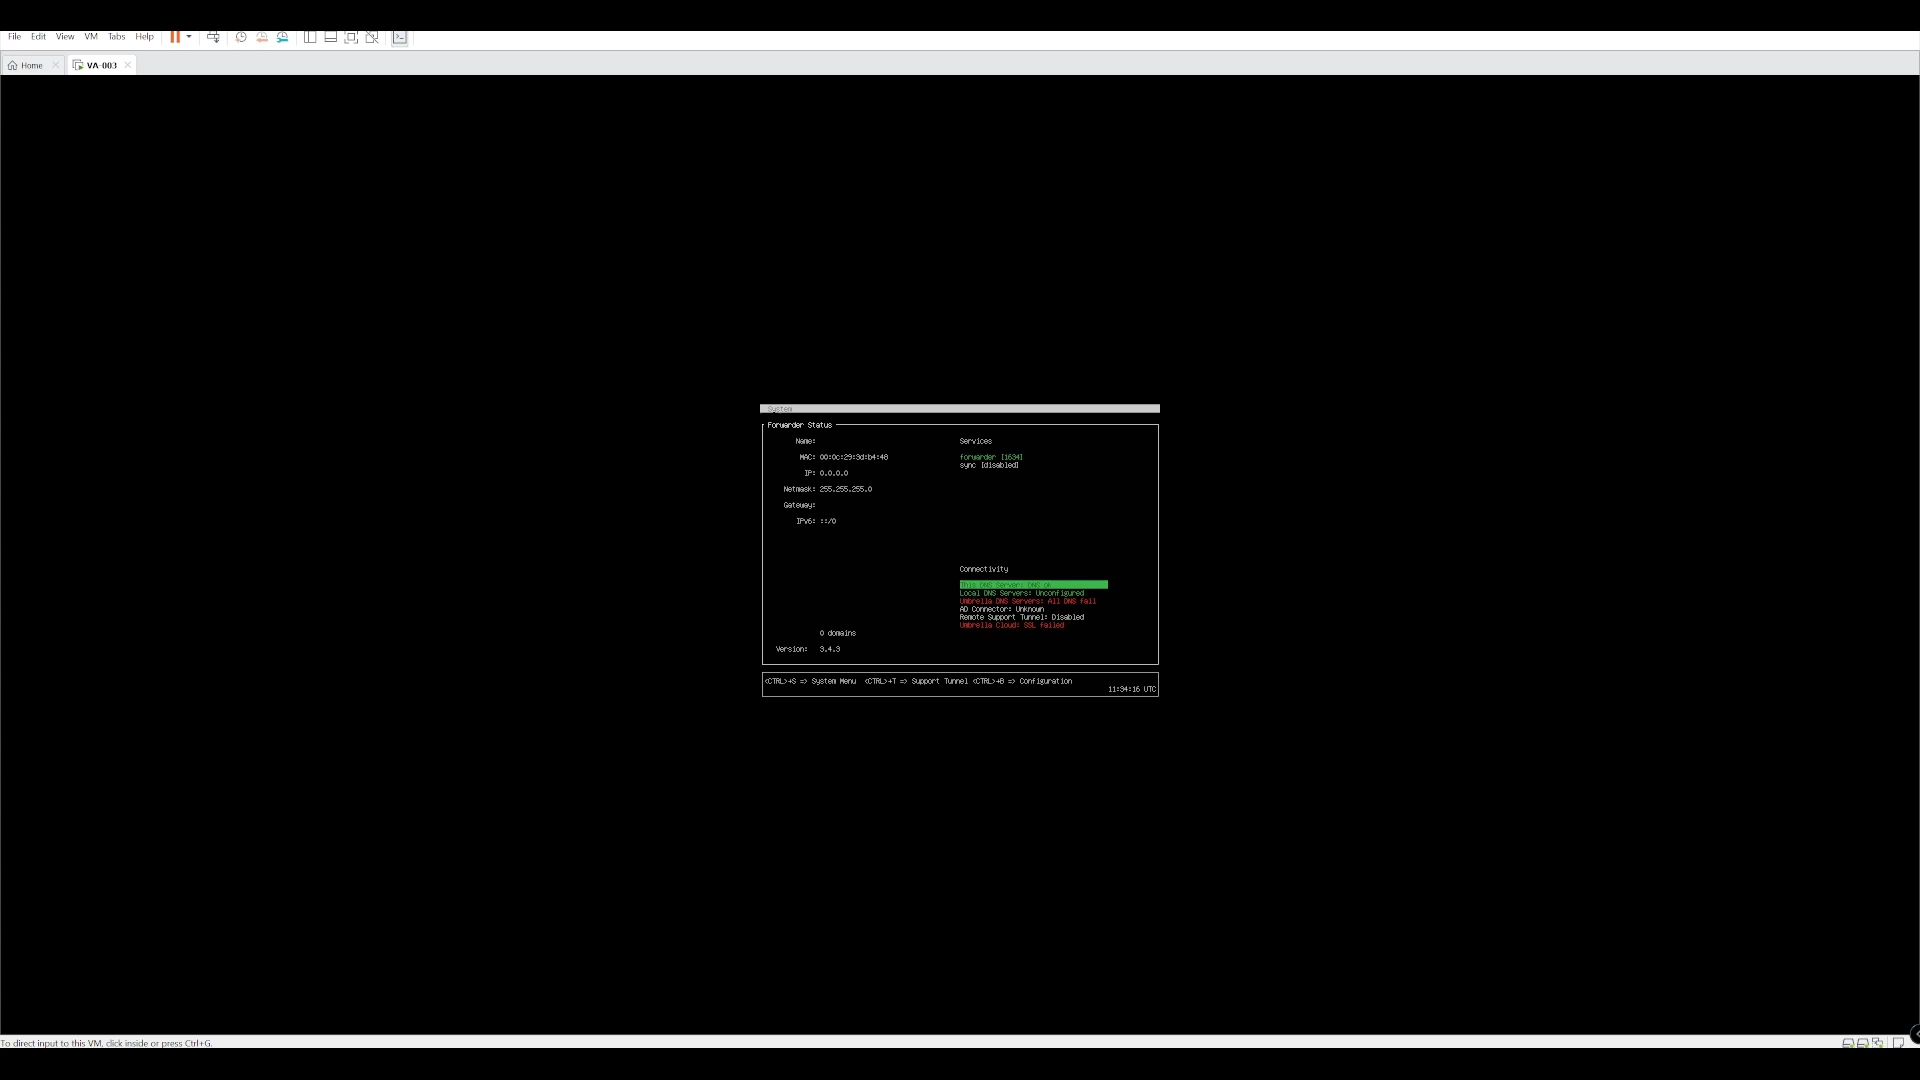 File Edit View VM Tabs Help
Home
VA-003
System
Forwarder Status
Name:
MAC: 00:0c:29:3d:b4:48
IP: 0.0.0.0
Netmask: 255.255.255.0
Gateway:
IPv6: ::/0
0 domains
Version: 3.4.3
Services
forwarder [1634]
sync [disabled]
Connectivity
This DNS Server: DNS ok
Local DNS Servers: Unconfigured
Umbrella DNS Servers: All DNS fail
AD Connector: Unknown
Remote Support Tunnel: Disabled
Umbrella Cloud: SSL failed
<CTRL>+S => System Menu <CTRL>+T => Support Tunnel <CTRL>+B => Configuration
11:34:16 UTC
To direct input to this VM, click inside or press Ctrl+G.